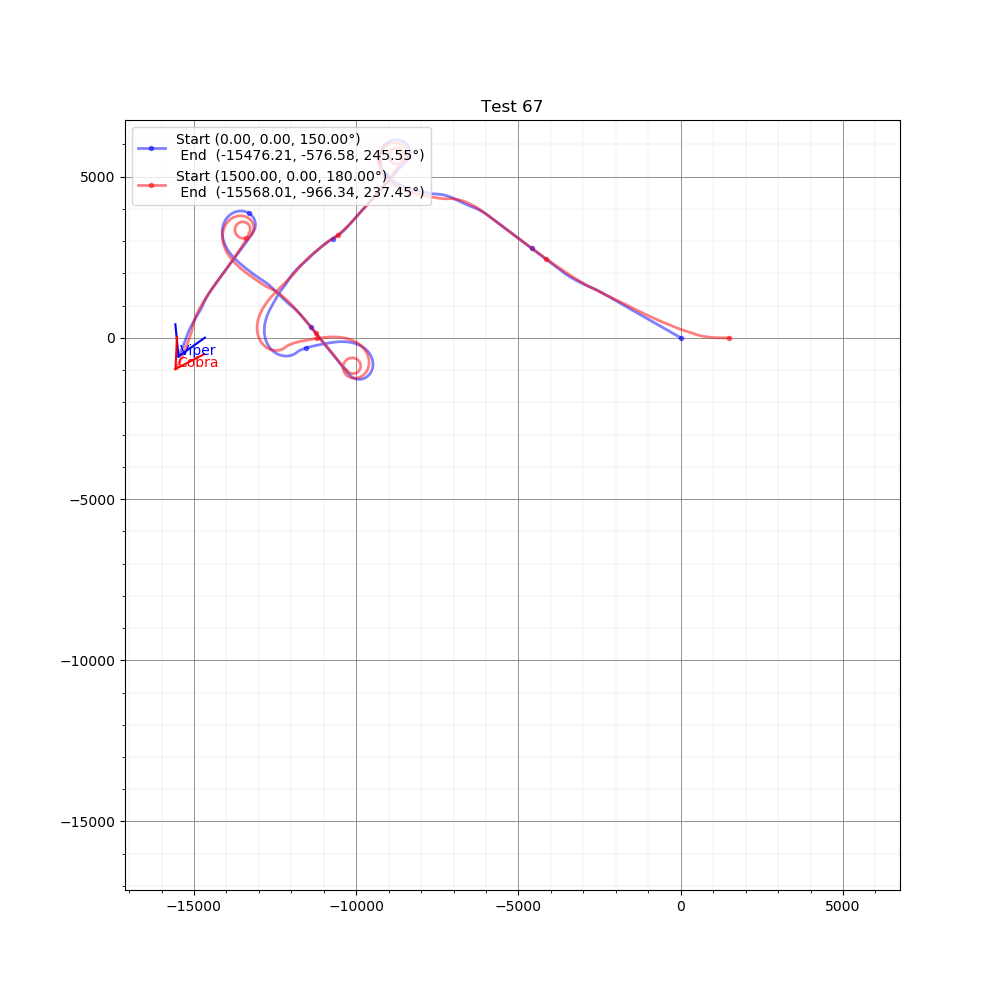 Test 67
Start (0.00, 0.00, 150.00°)
End (-15476.21, -576.58, 245.55°)
Start (1500.00, 0.00, 180.00°)
End (-15568.01, -966.34, 237.45°)
5000
0
−5000
−10000
−15000
Viper
Cobra
−15000 −10000 −5000 0 5000